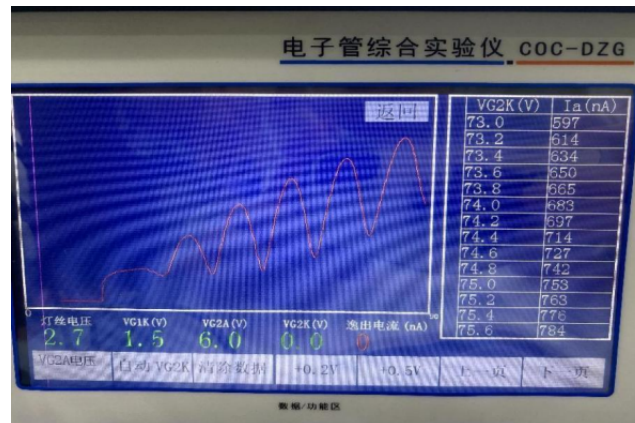 电子管综合实验仪 COC-DZG
返回
VG2K(V) Ia(nA)
73.0 597
73.2 614
73.4 634
73.6 650
73.8 665
74.0 683
74.2 697
74.4 714
74.6 727
74.8 742
75.0 753
75.2 763
75.4 776
75.6 784
0
灯丝电压 VG1K(V) VG2A(V) VG2K(V) 逸出电流(nA)
2.7 1.5 6.0 0.0 0
VG2A电压 自动VG2K 清除数据 +0.2V +0.5V 上一页 下一页
数据/功能区